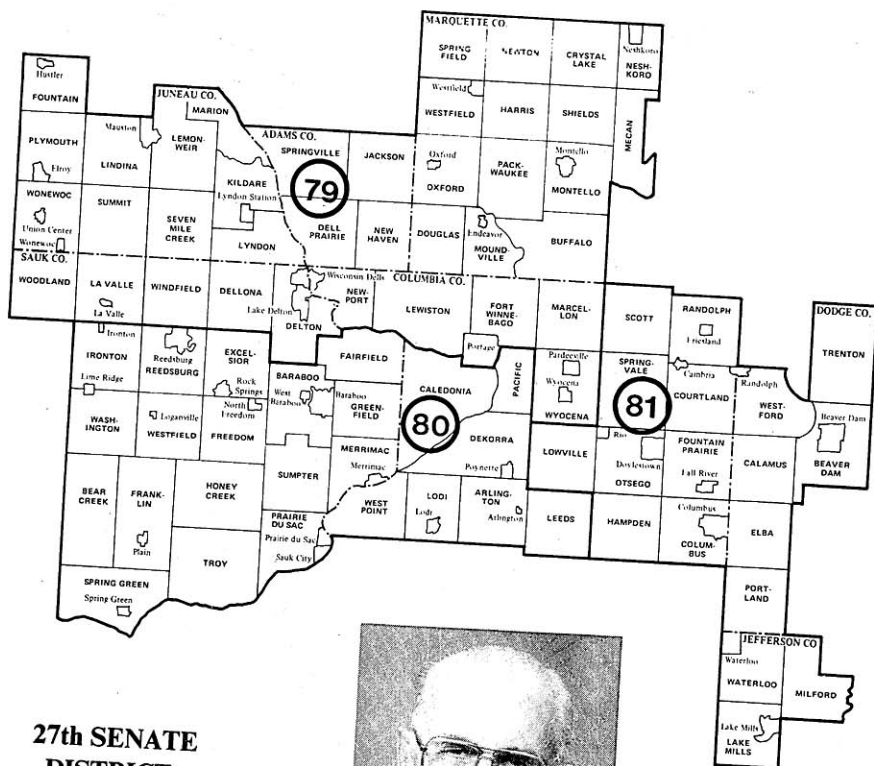 MARQUETTE CO.
SPRING
FIELD
NEWTON
CRYSTAL
LAKE
Neshkoro
NESH-
KORO
Hustler
FOUNTAIN
JUNEAU CO.
MARION
Westfield
WESTFIELD
HARRIS
SHIELDS
MECAN
Mauston
LEMON-
WEIR
ADAMS CO.
SPRINGVILLE
JACKSON
PLYMOUTH
Elroy
LINDINA
79
Oxford
OXFORD
PACK-
WAUKEE
Montello
MONTELLO
KILDARE
Lyndon Station
WONEWOC
Union Center
Wonewoc
SUMMIT
SEVEN
MILE
CREEK
LYNDON
DELL
PRAIRIE
NEW
HAVEN
DOUGLAS
Endeavor
MOUND-
VILLE
BUFFALO
SAUK CO.
WOODLAND
LA VALLE
La Valle
WINDFIELD
DELLONA
Wisconsin Dells
Lake Delton
DELTON
NEW-
PORT
COLUMBIA CO.
LEWISTON
FORT
WINNE-
BAGO
MARCEL-
LON
SCOTT
RANDOLPH
Friesland
DODGE CO.
TRENTON
Ironton
IRONTON
Lime Ridge
Reedsburg
REEDSBURG
EXCEL-
SIOR
Rock
Springs
North
Freedom
FAIRFIELD
Portage
BARABOO
West
Baraboo
Baraboo
GREEN-
FIELD
CALEDONIA
80
PACIFIC
Pardeeville
Wyocena
WYOCENA
SPRING-
VALE
81
Cambria
COURTLAND
Randolph
WEST-
FORD
Beaver Dam
BEAVER
DAM
WASH-
INGTON
Loganville
WESTFIELD
FREEDOM
MERRIMAC
Merrimac
DEKORRA
Poynette
LOWVILLE
Rio
Doylestown
OTSEGO
FOUNTAIN
PRAIRIE
Fall River
CALAMUS
BEAR
CREEK
FRANK-
LIN
Plain
HONEY
CREEK
SUMPTER
WEST
POINT
LODI
Lodi
ARLING-
TON
Arlington
LEEDS
HAMPDEN
Columbus
COLUM-
BUS
ELBA
PRAIRIE
DU SAC
Prairie du Sac
Sauk City
TROY
SPRING GREEN
Spring Green
PORT-
LAND
JEFFERSON CO
Waterloo
WATERLOO
MILFORD
Lake Mills
LAKE
MILLS
27th SENATE
DISTRICT